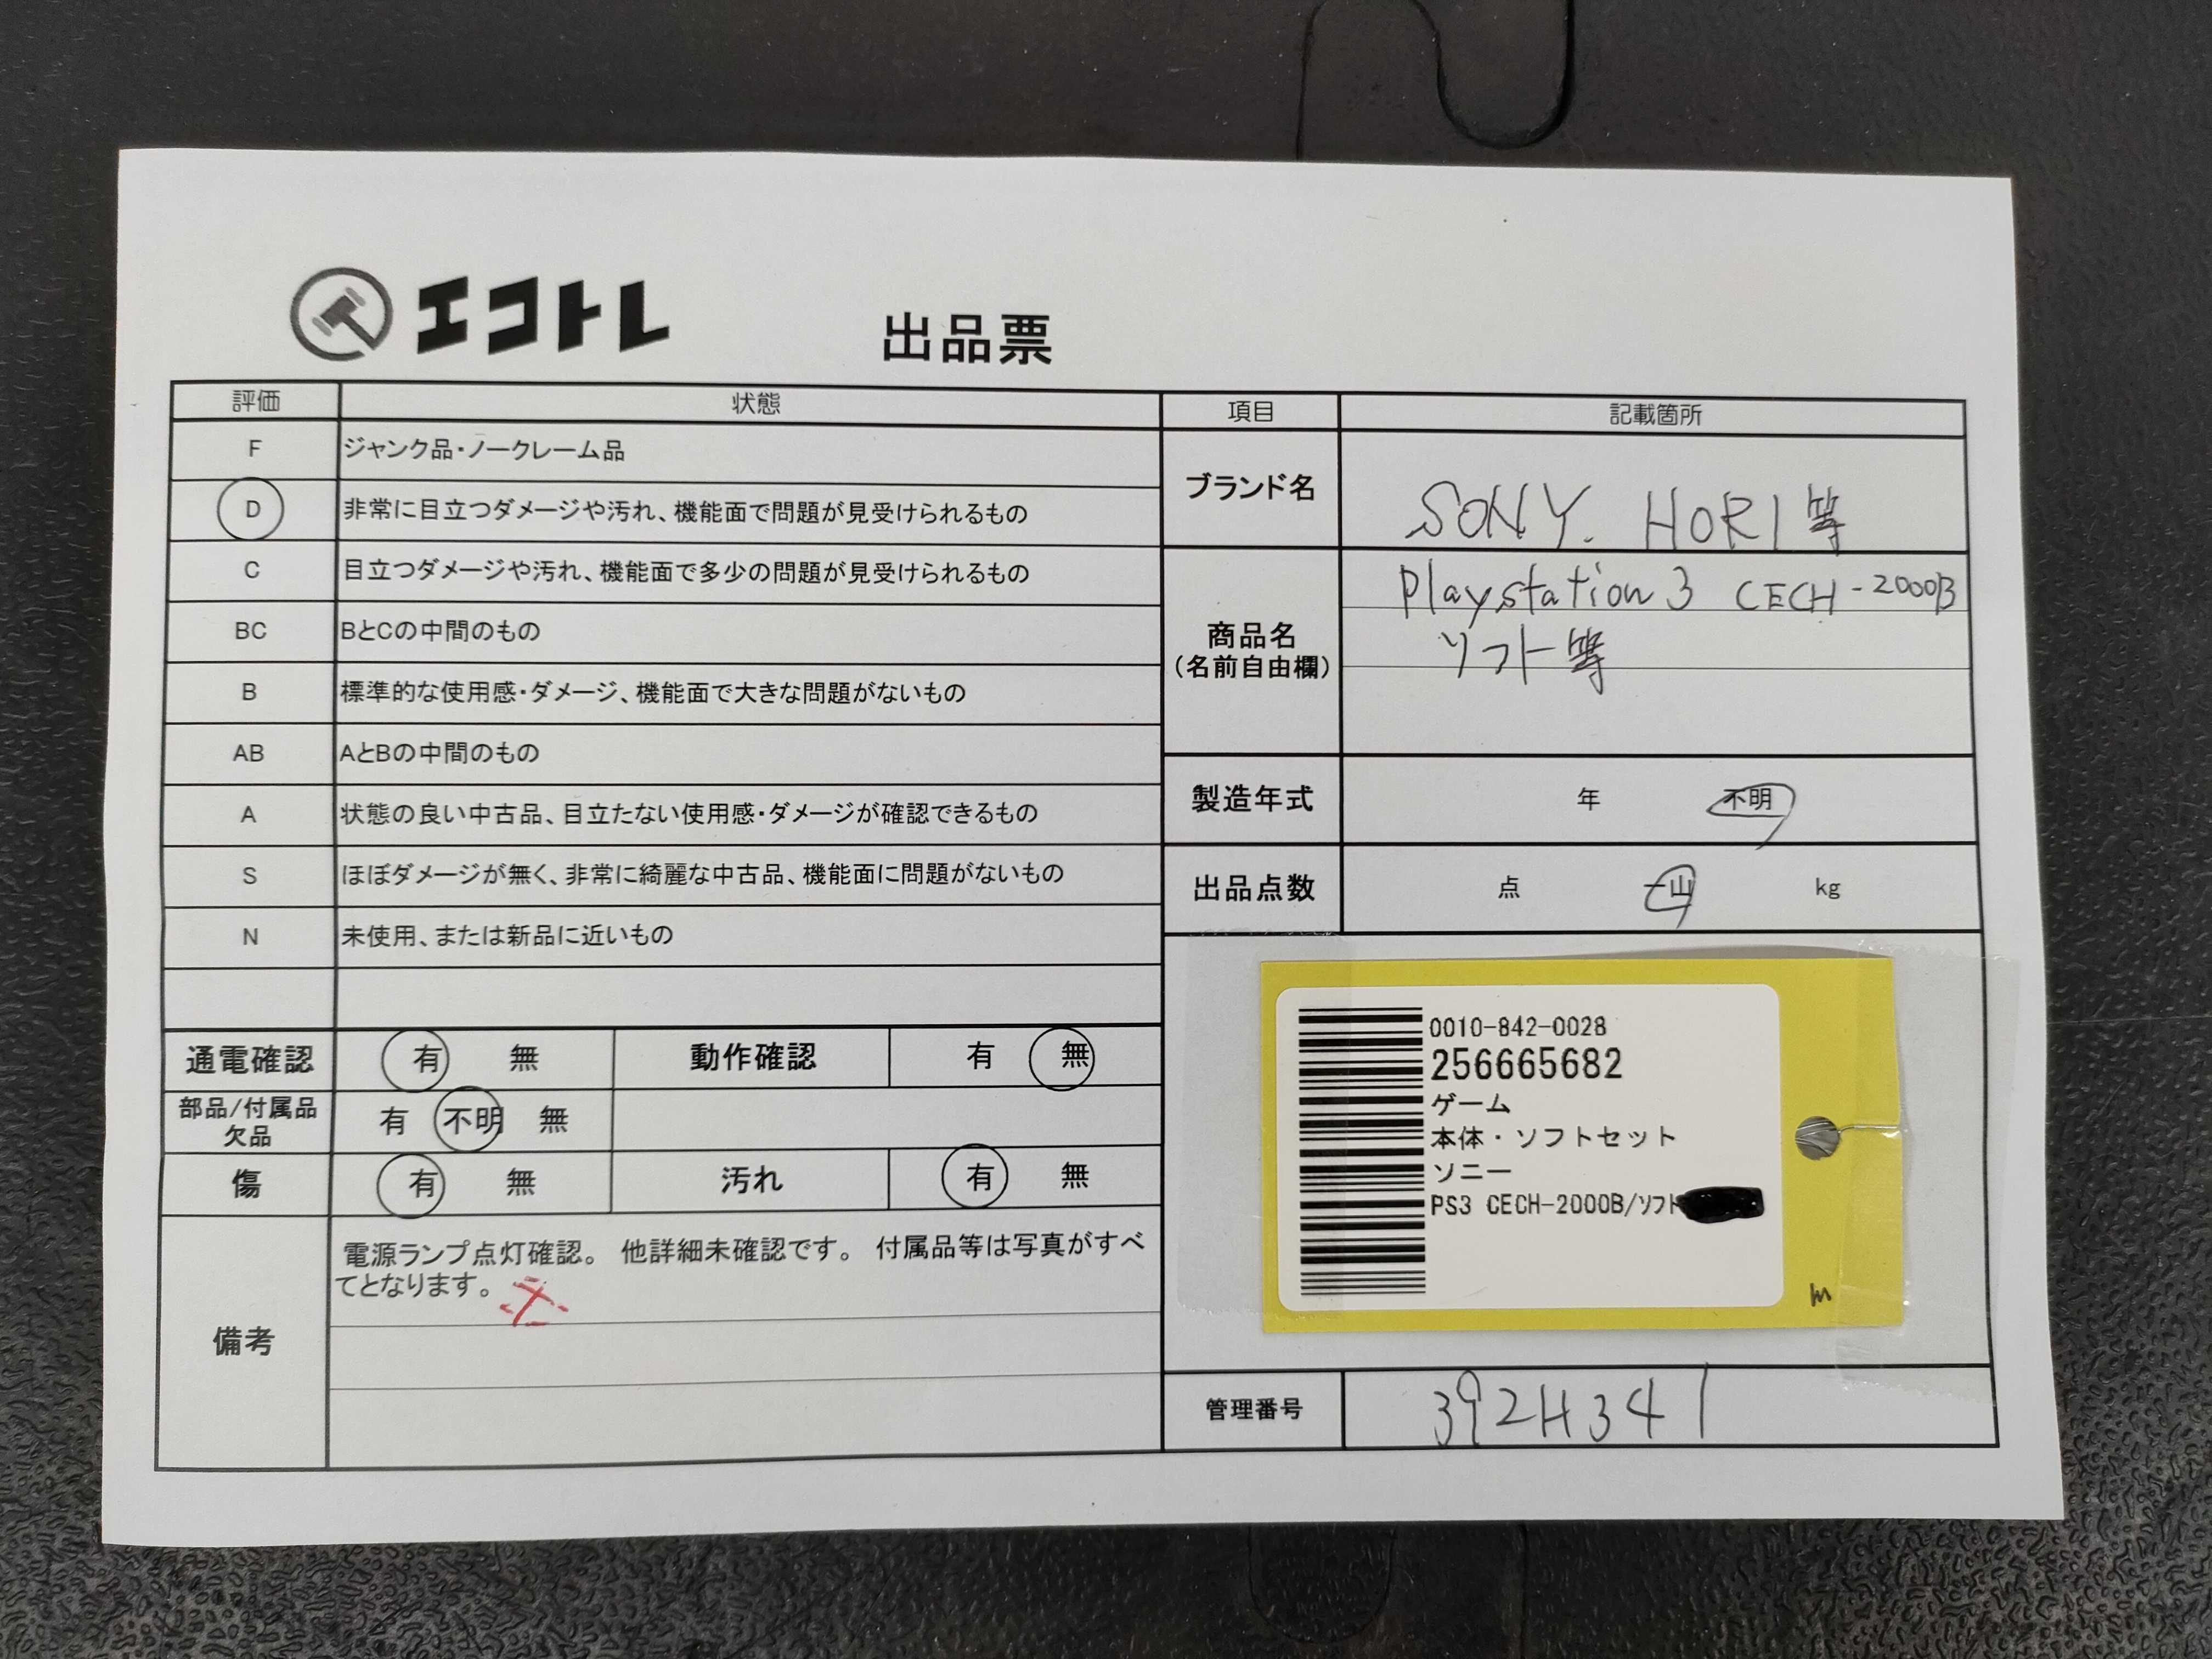 エコトレ
出品票
評価 状態
F ジャンク品・ノークレーム品
D 非常に目立つダメージや汚れ、機能面で問題が見受けられるもの
C 目立つダメージや汚れ、機能面で多少の問題が見受けられるもの
BC BとCの中間のもの
B 標準的な使用感・ダメージ、機能面で大きな問題がないもの
AB AとBの中間のもの
A 状態の良い中古品、目立たない使用感・ダメージが確認できるもの
S ほぼダメージが無く、非常に綺麗な中古品、機能面に問題がないもの
N 未使用、または新品に近いもの
通電確認 有 無 動作確認 有 無
部品/付属品
欠品
有 不明 無
傷 有 無 汚れ 有 無
備考
電源ランプ点灯確認。 他詳細未確認です。 付属品等は写真がすべ
てとなります。
項目 記載箇所
ブランド名 SONY. HORI等
商品名
(名前自由欄)
Playstation3 CECH-2000B
ソフト等
製造年式 年 不明
出品点数 点 一山 kg
0010-842-0028
256665682
ゲーム
本体・ソフトセット
ソニー
PS3 CECH-2000B/ソフト
管理番号 392H341